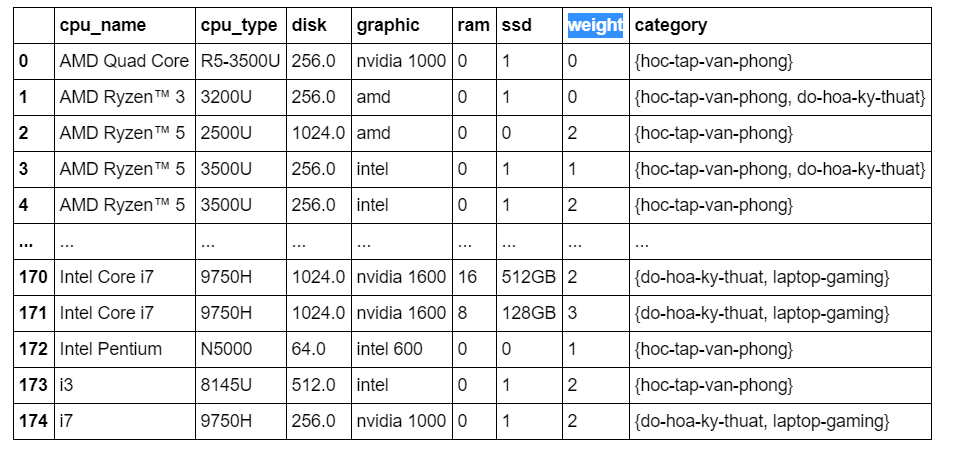 cpu_name cpu_type disk graphic ram ssd weight category
0 AMD Quad Core R5-3500U 256.0 nvidia 1000 0 1 0 {hoc-tap-van-phong}
1 AMD Ryzen™ 3 3200U 256.0 amd 0 1 0 {hoc-tap-van-phong, do-hoa-ky-thuat}
2 AMD Ryzen™ 5 2500U 1024.0 amd 0 0 2 {hoc-tap-van-phong}
3 AMD Ryzen™ 5 3500U 256.0 intel 0 1 1 {hoc-tap-van-phong, do-hoa-ky-thuat}
4 AMD Ryzen™ 5 3500U 256.0 intel 0 1 2 {hoc-tap-van-phong}
... ... ... ... ... ... ... ... ...
170 Intel Core i7 9750H 1024.0 nvidia 1600 16 512GB 2 {do-hoa-ky-thuat, laptop-gaming}
171 Intel Core i7 9750H 1024.0 nvidia 1600 8 128GB 3 {do-hoa-ky-thuat, laptop-gaming}
172 Intel Pentium N5000 64.0 intel 600 0 0 1 {hoc-tap-van-phong}
173 i3 8145U 512.0 intel 0 1 2 {hoc-tap-van-phong}
174 i7 9750H 256.0 nvidia 1000 0 1 2 {do-hoa-ky-thuat, laptop-gaming}